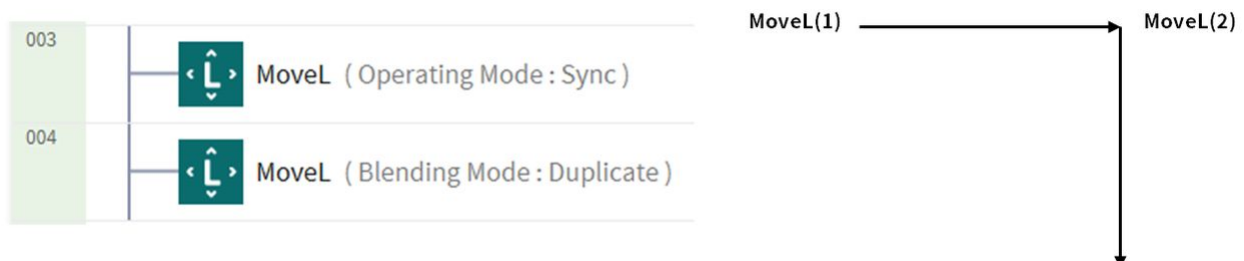 003
MoveL ( Operating Mode : Sync )
004
MoveL ( Blending Mode : Duplicate )
MoveL(1)
MoveL(2)